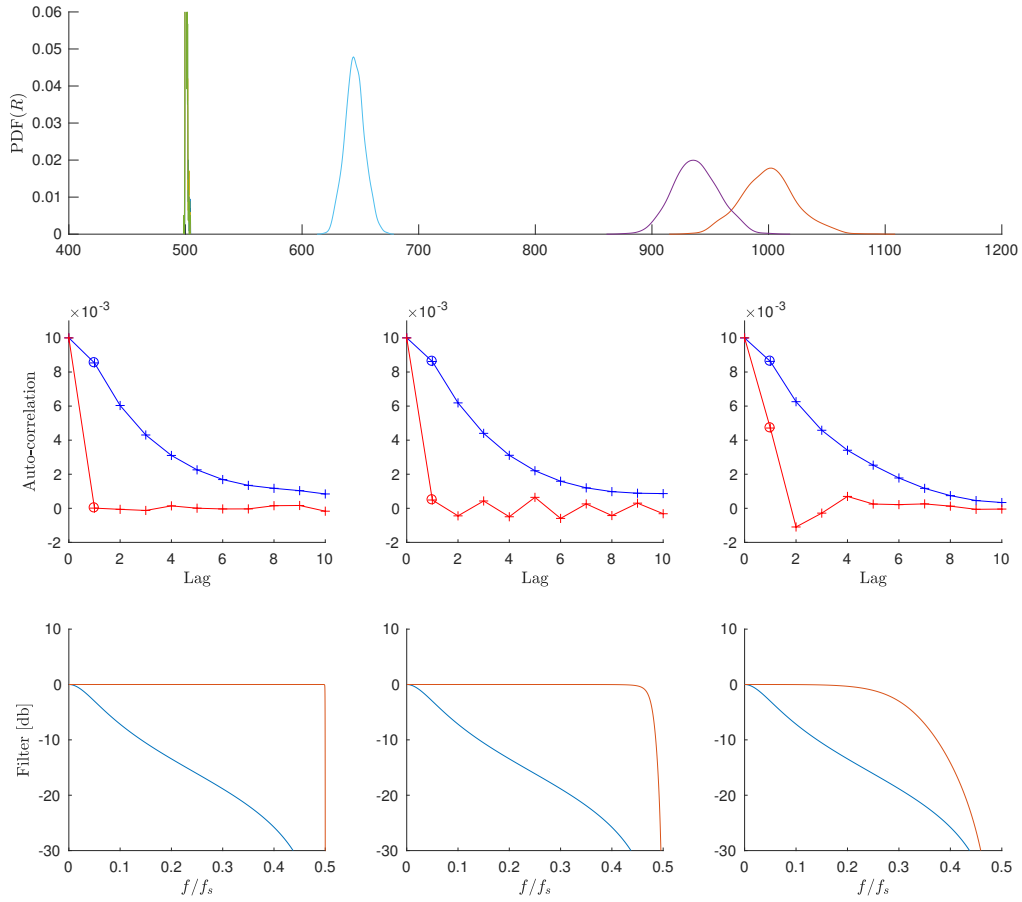 PDF(R)
0.06
0.05
0.04
0.03
0.02
0.01
0
400 500 600 700 800 900 1000 1100 1200
×10-3 ×10-3 ×10-3
Auto-correlation
10 10 10
8 8 8
6 6 6
4 4 4
2 2 2
0 0 0
-2 -2 -2
0 2 4 6 8 10 0 2 4 6 8 10 0 2 4 6 8 10
Lag Lag Lag
Filter [db]
10 10 10
0 0 0
-10 -10 -10
-20 -20 -20
-30 -30 -30
0 0.1 0.2 0.3 0.4 0.5 0 0.1 0.2 0.3 0.4 0.5 0 0.1 0.2 0.3 0.4 0.5
f/fs f/fs f/fs